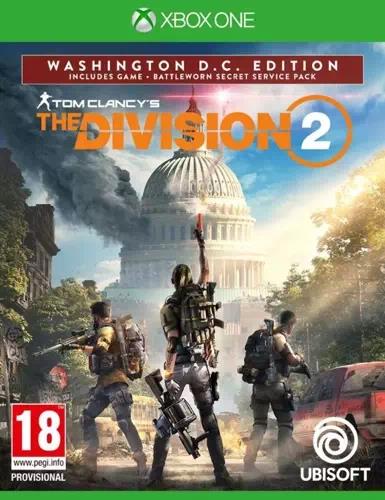 XBOX ONE
WASHINGTON D.C. EDITION
INCLUDES GAME • BATTLEWORN SECRET SERVICE PACK
TOM CLANCY'S
THE DIVISION 2
18
www.pegi.info
PROVISIONAL
UBISOFT